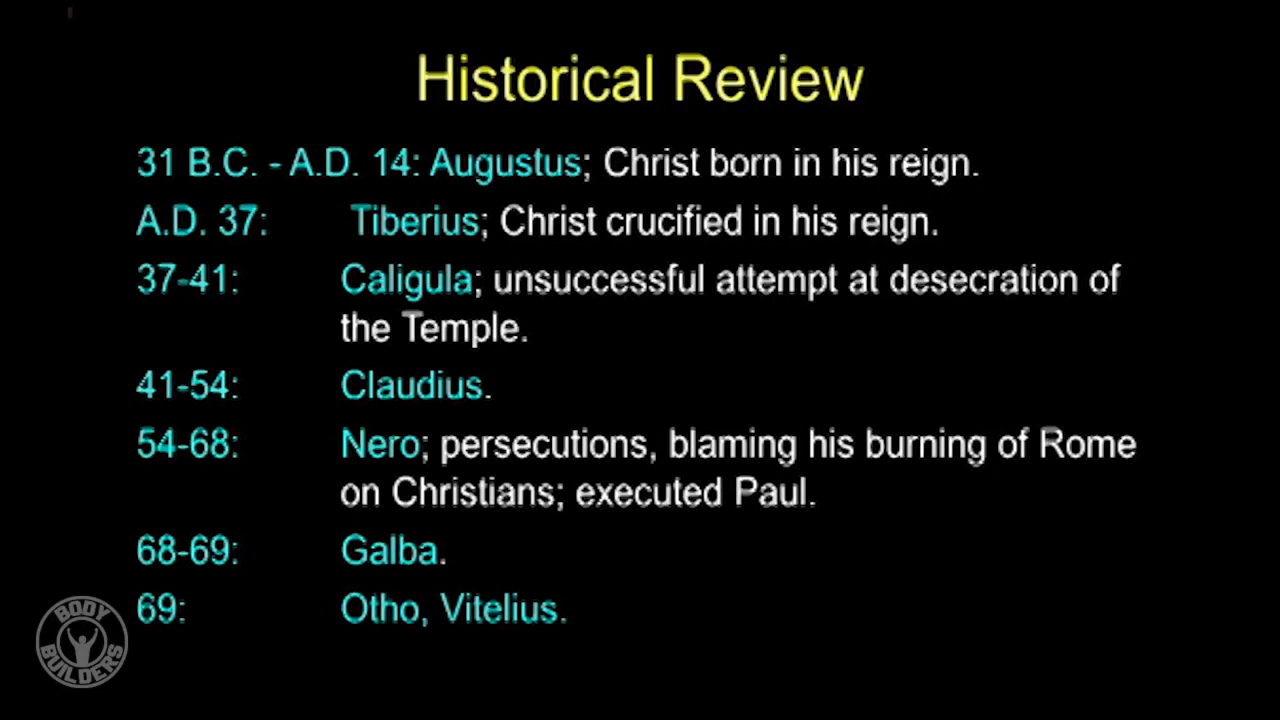 Historical Review
31 B.C. - A.D. 14: Augustus; Christ born in his reign.
A.D. 37: Tiberius; Christ crucified in his reign.
37-41: Caligula; unsuccessful attempt at desecration of
the Temple.
41-54: Claudius.
54-68: Nero; persecutions, blaming his burning of Rome
on Christians; executed Paul.
68-69: Galba.
69: Otho, Vitelius.
BODY
BUILDERS